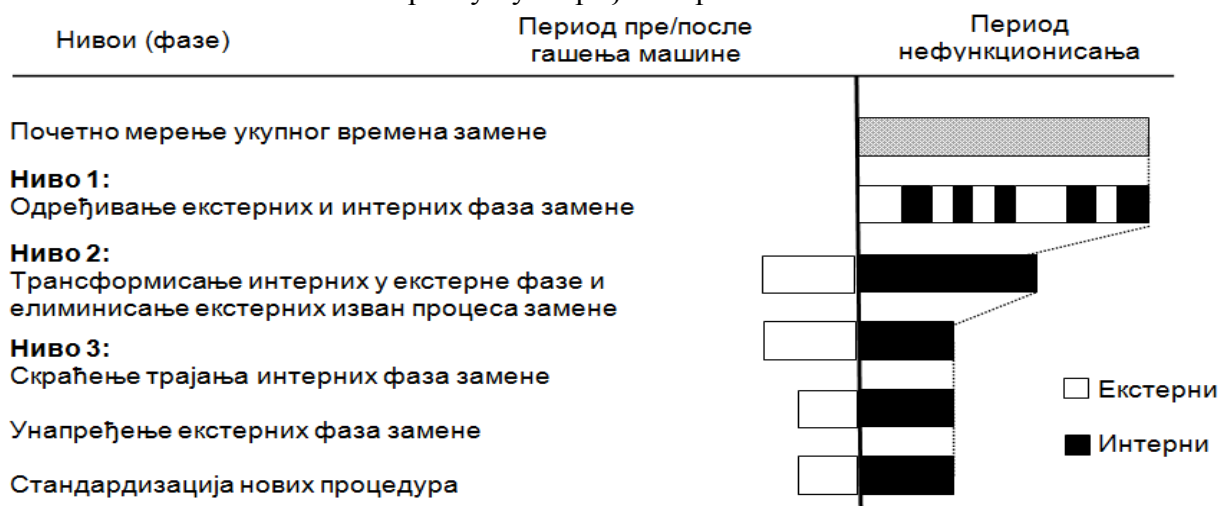 Нивои (фазе)
Период пре/после
гашења машине
Период
нефункционисања
Почетно мерење укупног времена замене
Ниво 1:
Одређивање екстерних и интерних фаза замене
Ниво 2:
Трансформисање интерних у екстерне фазе и
елиминисање екстерних изван процеса замене
Ниво 3:
Скраћење трајања интерних фаза замене
Унапређење екстерних фаза замене
Стандардизација нових процедура
Екстерни
Интерни